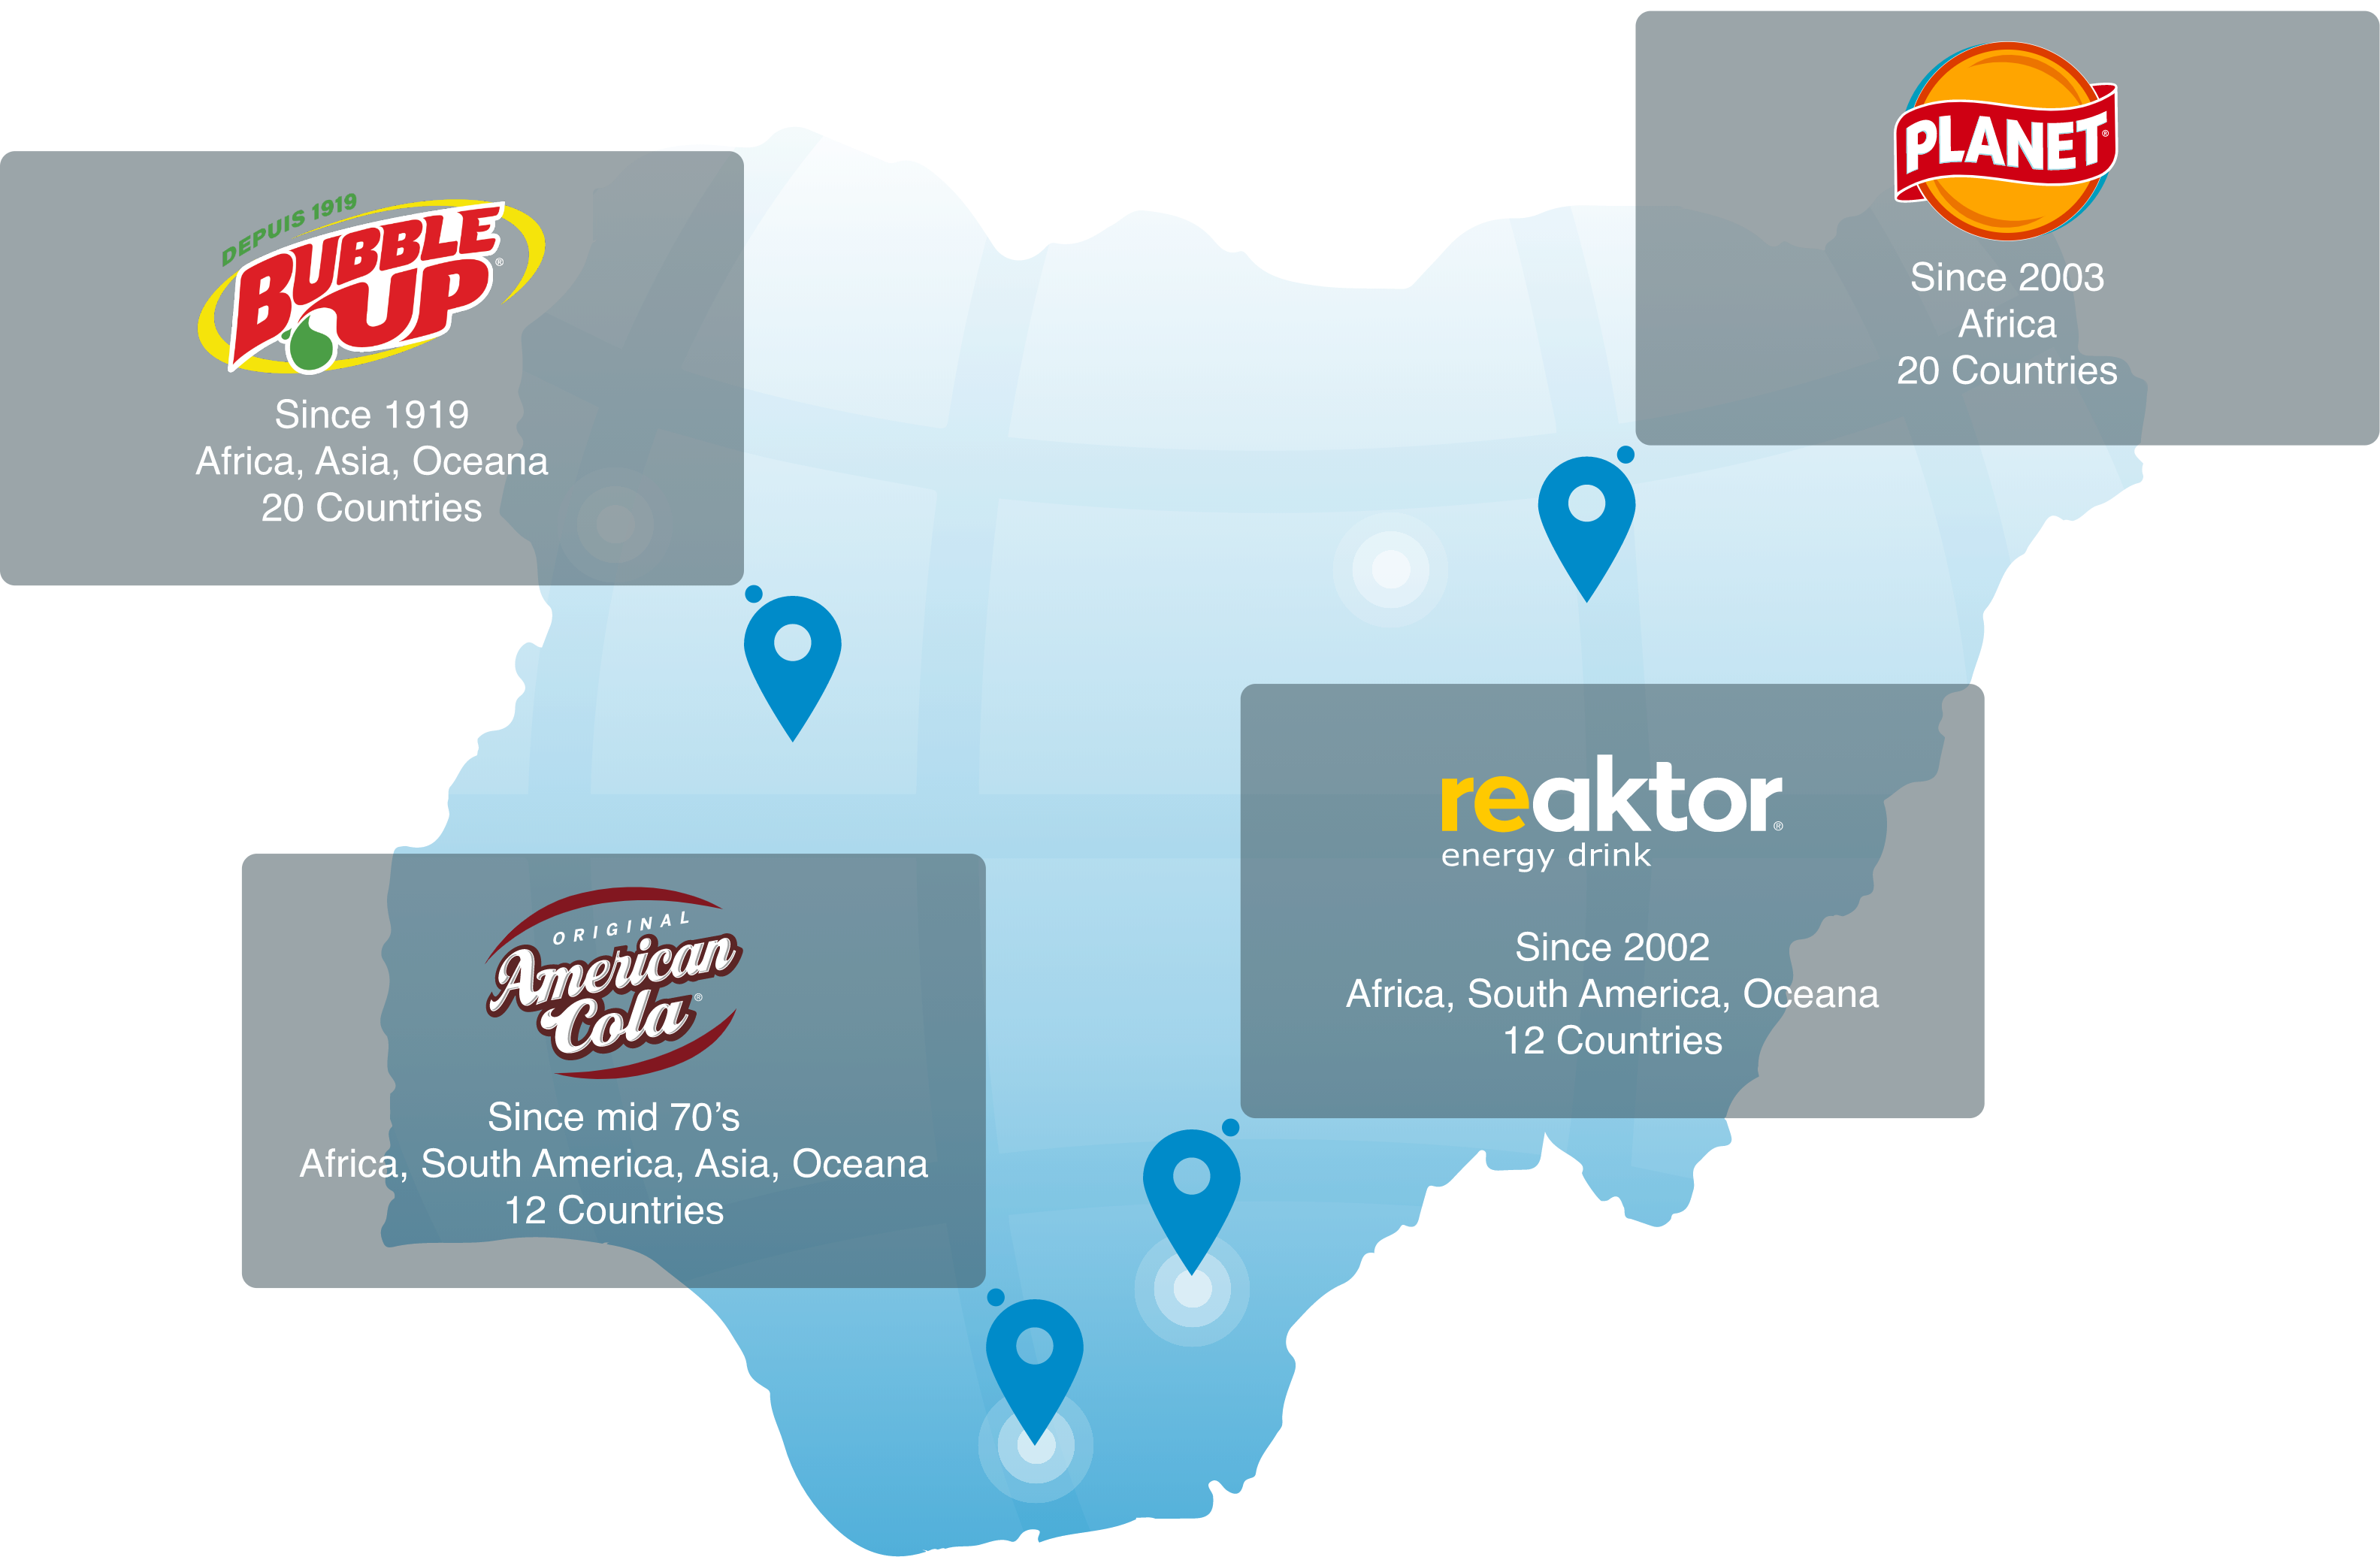 DEPUIS 1919
BUBBLE
UP®
Since 1919
Africa, Asia, Oceana
20 Countries
PLANET®
Since 2003
Africa
20 Countries
reaktor®
energy drink
Since 2002
Africa, South America, Oceana
12 Countries
ORIGINAL
American
Cola®
Since mid 70’s
Africa, South America, Asia, Oceana
12 Countries